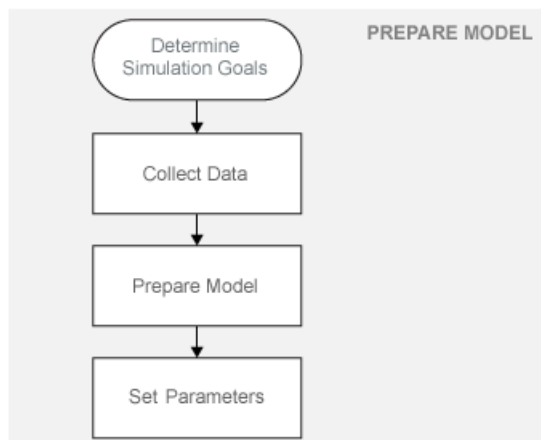 PREPARE MODEL
Determine
Simulation Goals
Collect Data
Prepare Model
Set Parameters